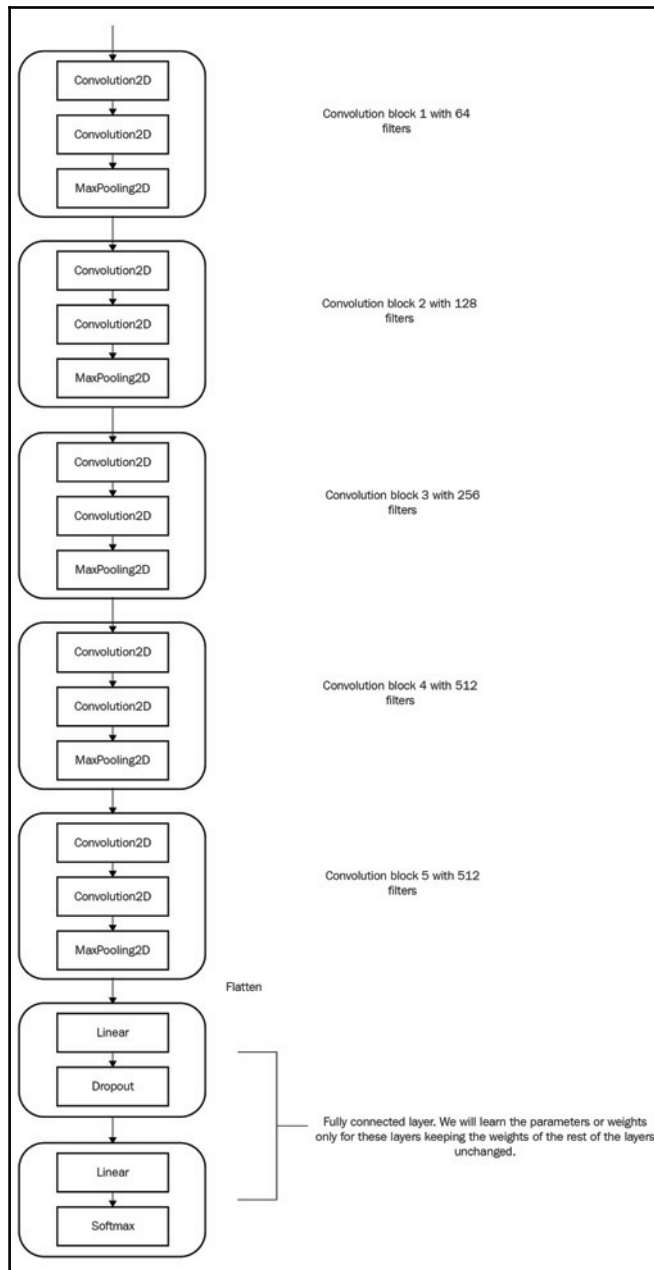 Convolution2D
Convolution2D
MaxPooling2D
Convolution block 1 with 64
filters
Convolution2D
Convolution2D
MaxPooling2D
Convolution block 2 with 128
filters
Convolution2D
Convolution2D
MaxPooling2D
Convolution block 3 with 256
filters
Convolution2D
Convolution2D
MaxPooling2D
Convolution block 4 with 512
filters
Convolution2D
Convolution2D
MaxPooling2D
Convolution block 5 with 512
filters
Flatten
Linear
Dropout
Linear
Softmax
Fully connected layer. We will learn the parameters or weights
only for these layers keeping the weights of the rest of the layers
unchanged.